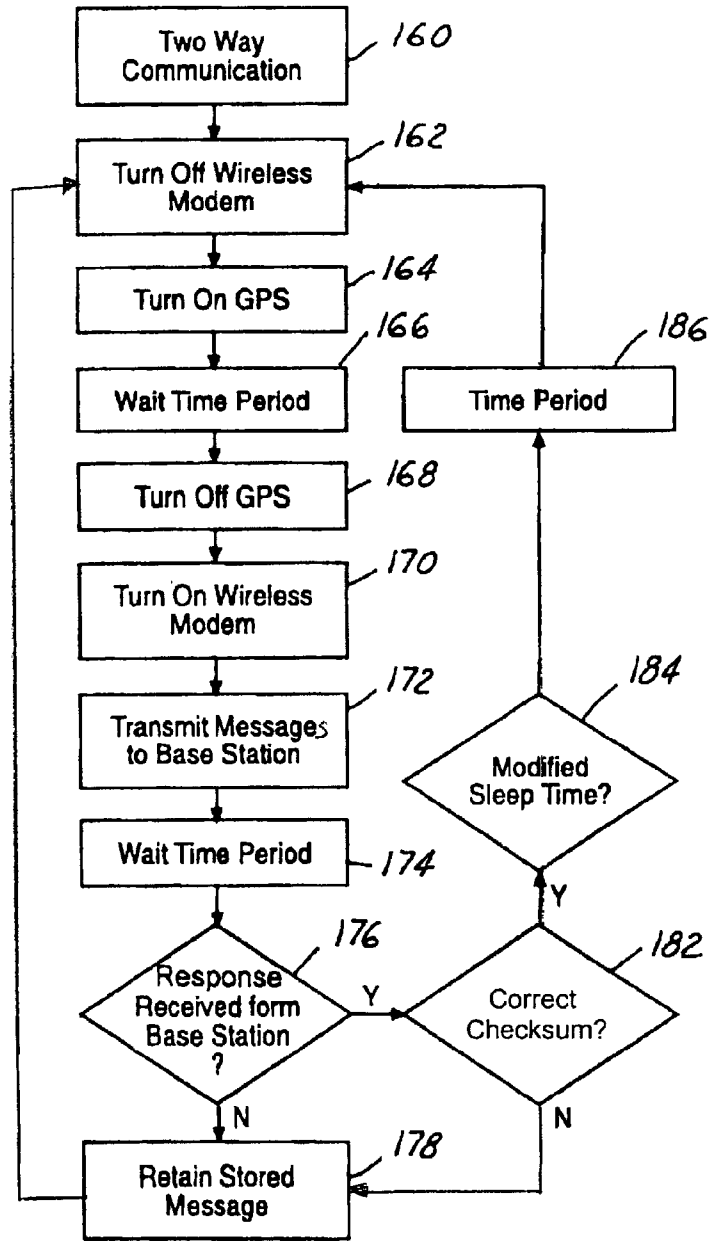 Two Way
Communication
160
Turn Off Wireless
Modem
162
Turn On GPS
164
Wait Time Period
166
Turn Off GPS
168
Turn On Wireless
Modem
170
Transmit Messages
to Base Station
172
Wait Time Period
174
Response
Received form
Base Station
?
176
Y
N
Retain Stored
Message
178
Correct
Checksum?
182
Y
N
Modified
Sleep Time?
184
Time Period
186